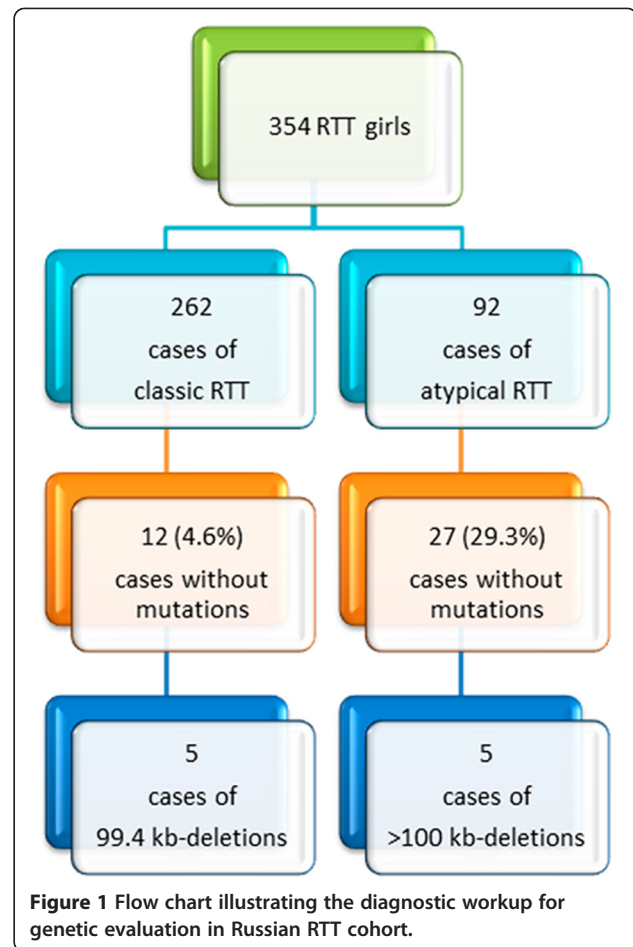 354 RTT girls
262
cases of
classic RTT
92
cases of
atypical RTT
12 (4.6%)
cases without
mutations
27 (29.3%)
cases without
mutations
5
cases of
99.4 kb-deletions
5
cases of
>100 kb-deletions
Figure 1 Flow chart illustrating the diagnostic workup for
genetic evaluation in Russian RTT cohort.